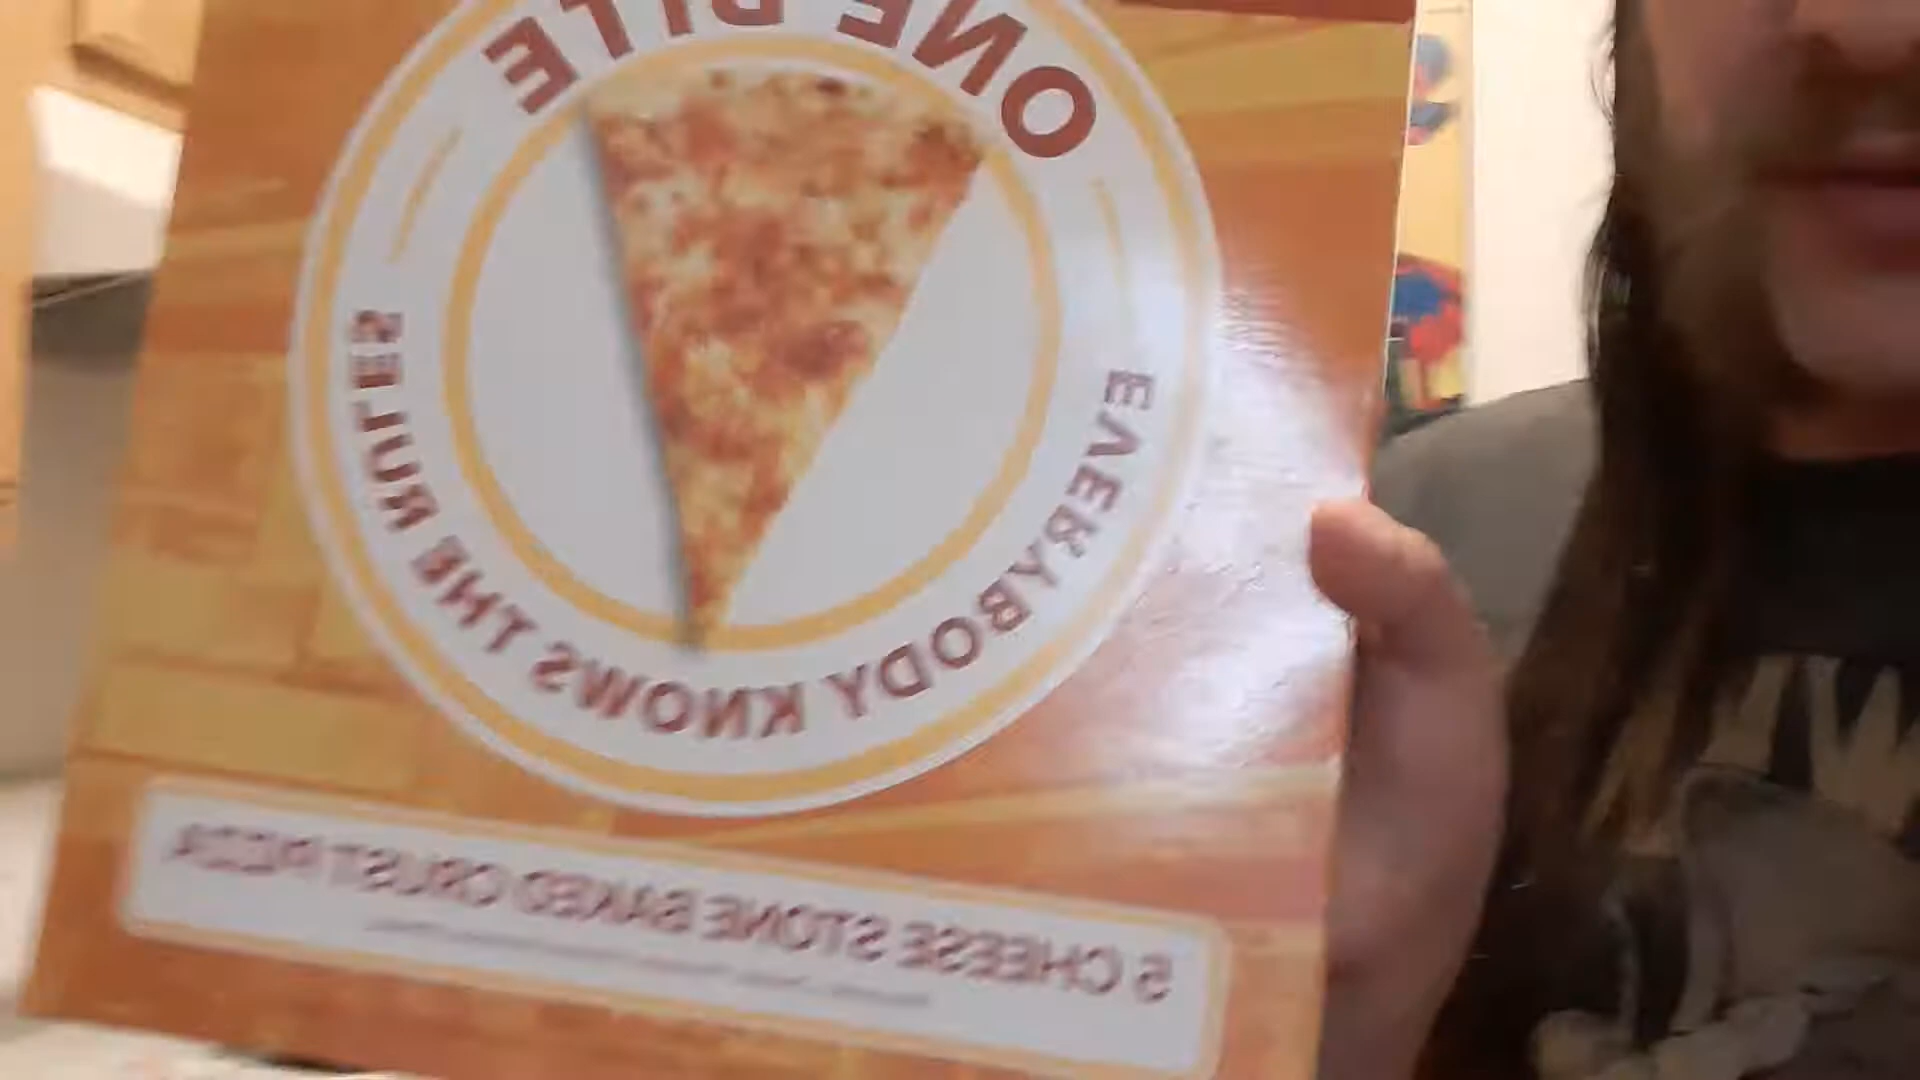 ONE BITE
EVERYBODY KNOWS THE RULES
5 CHEESE STONE BAKED CRUST PIZZA